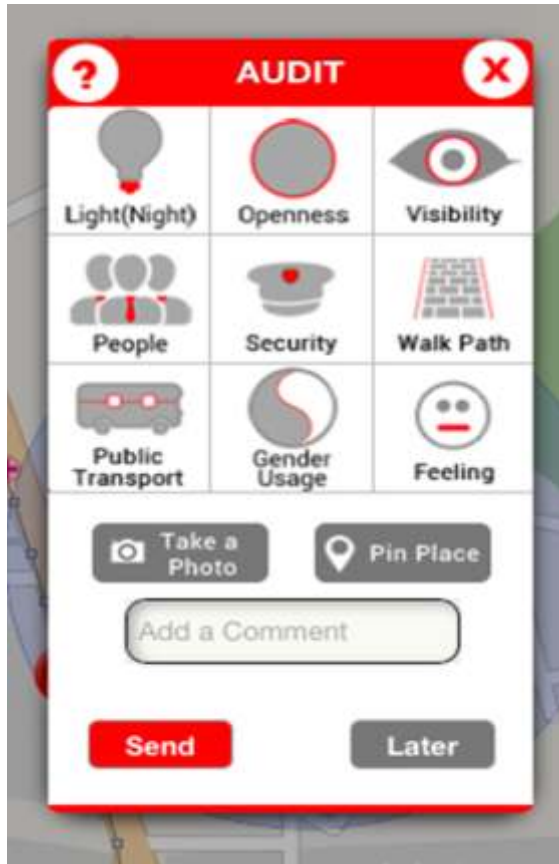 ?
AUDIT
X
Light(Night)
Openness
Visibility
People
Security
Walk Path
Public
Transport
Gender
Usage
Feeling
Take a
Photo
Pin Place
Add a Comment
Send
Later